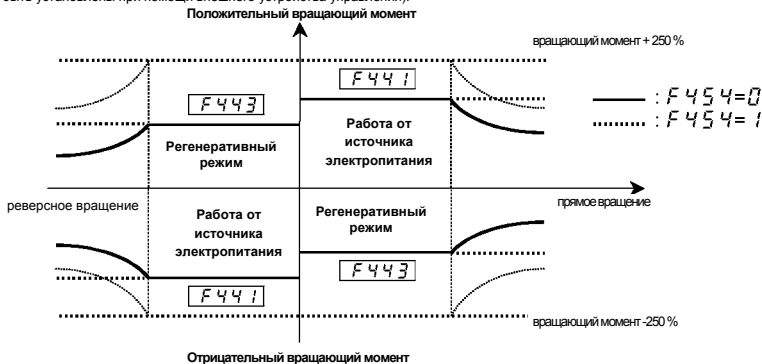 Положительный вращающий момент
вращающий момент + 250 %
F441
F443
: F454=0
: F454=1
Работа от
источника
электропитания
Регенеративный
режим
реверсное вращение
прямое вращение
Работа от
источника
электропитания
Регенеративный
режим
F443
F441
вращающий момент -250 %
Отрицательный вращающий момент